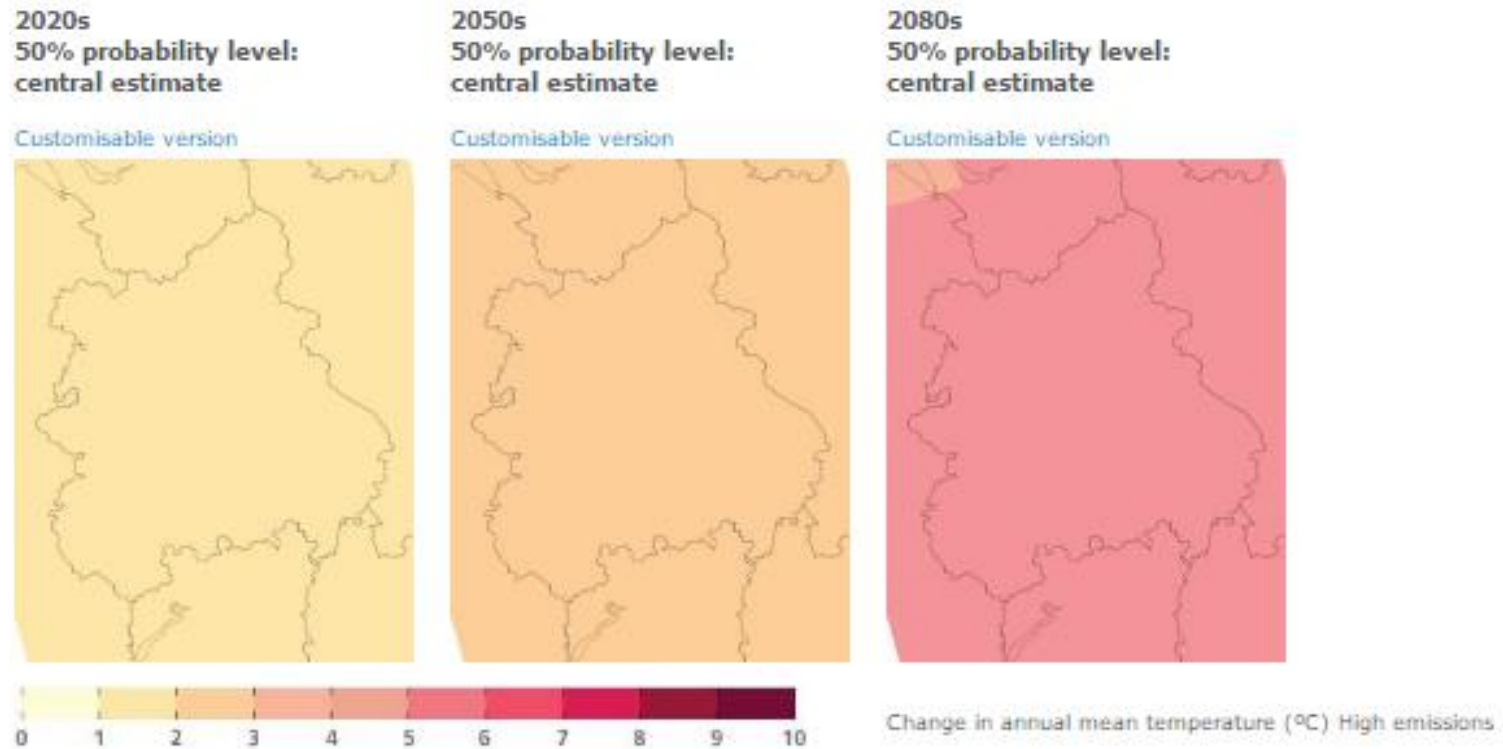 2020s
50% probability level:
central estimate
Customisable version
2050s
50% probability level:
central estimate
Customisable version
2080s
50% probability level:
central estimate
Customisable version
0 1 2 3 4 5 6 7 8 9 10
Change in annual mean temperature (ºC) High emissions